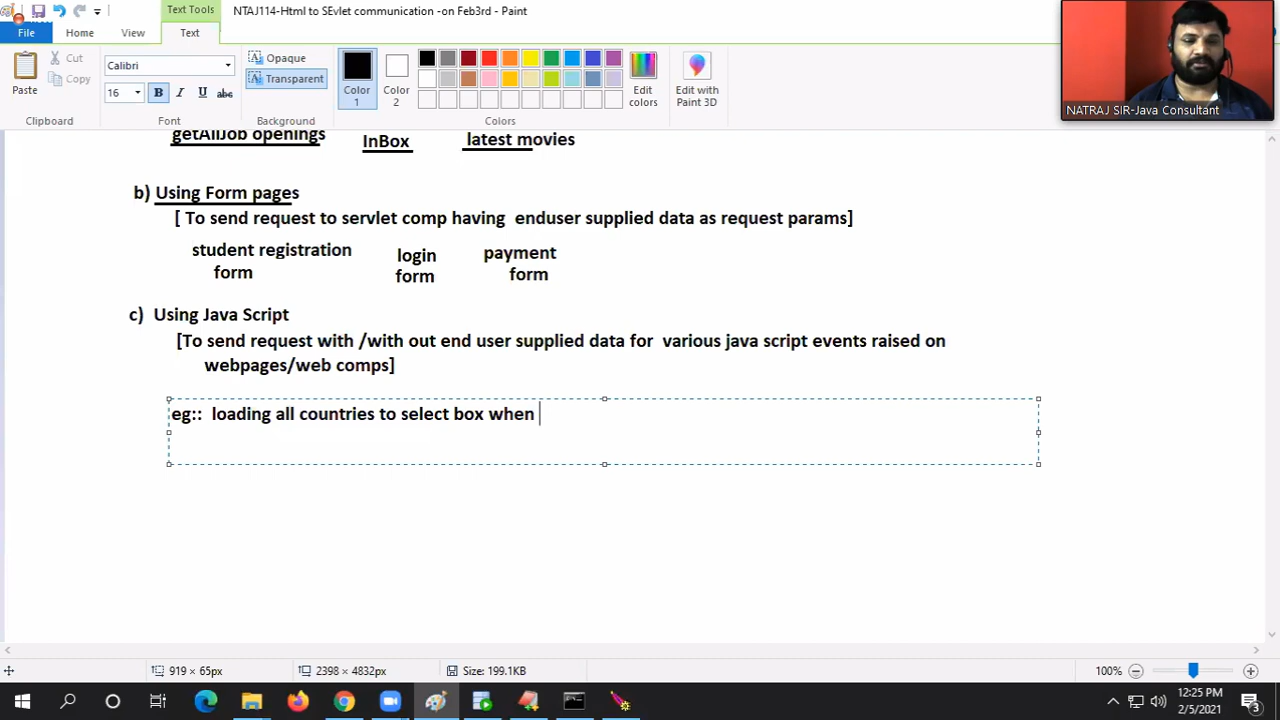 Text Tools
NTAJ114-Html to SEvlet communication -on Feb3rd - Paint
File
Home
View
Text
Paste
Cut
Copy
Calibri
16
B
I
U
abc
Opaque
Transparent
Color 1
Color 2
Edit colors
Edit with Paint 3D
Clipboard
Font
Background
Colors
NATRAJ SIR-Java Consultant
getAllJob openings
InBox
latest movies
b) Using Form pages
[ To send request to servlet comp having enduser supplied data as request params]
student registration
form
login
form
payment
form
c) Using Java Script
[To send request with /with out end user supplied data for various java script events raised on
webpages/web comps]
eg:: loading all countries to select box when
919 × 65px
2398 × 4832px
Size: 199.1KB
100%
12:25 PM
2/5/2021
3